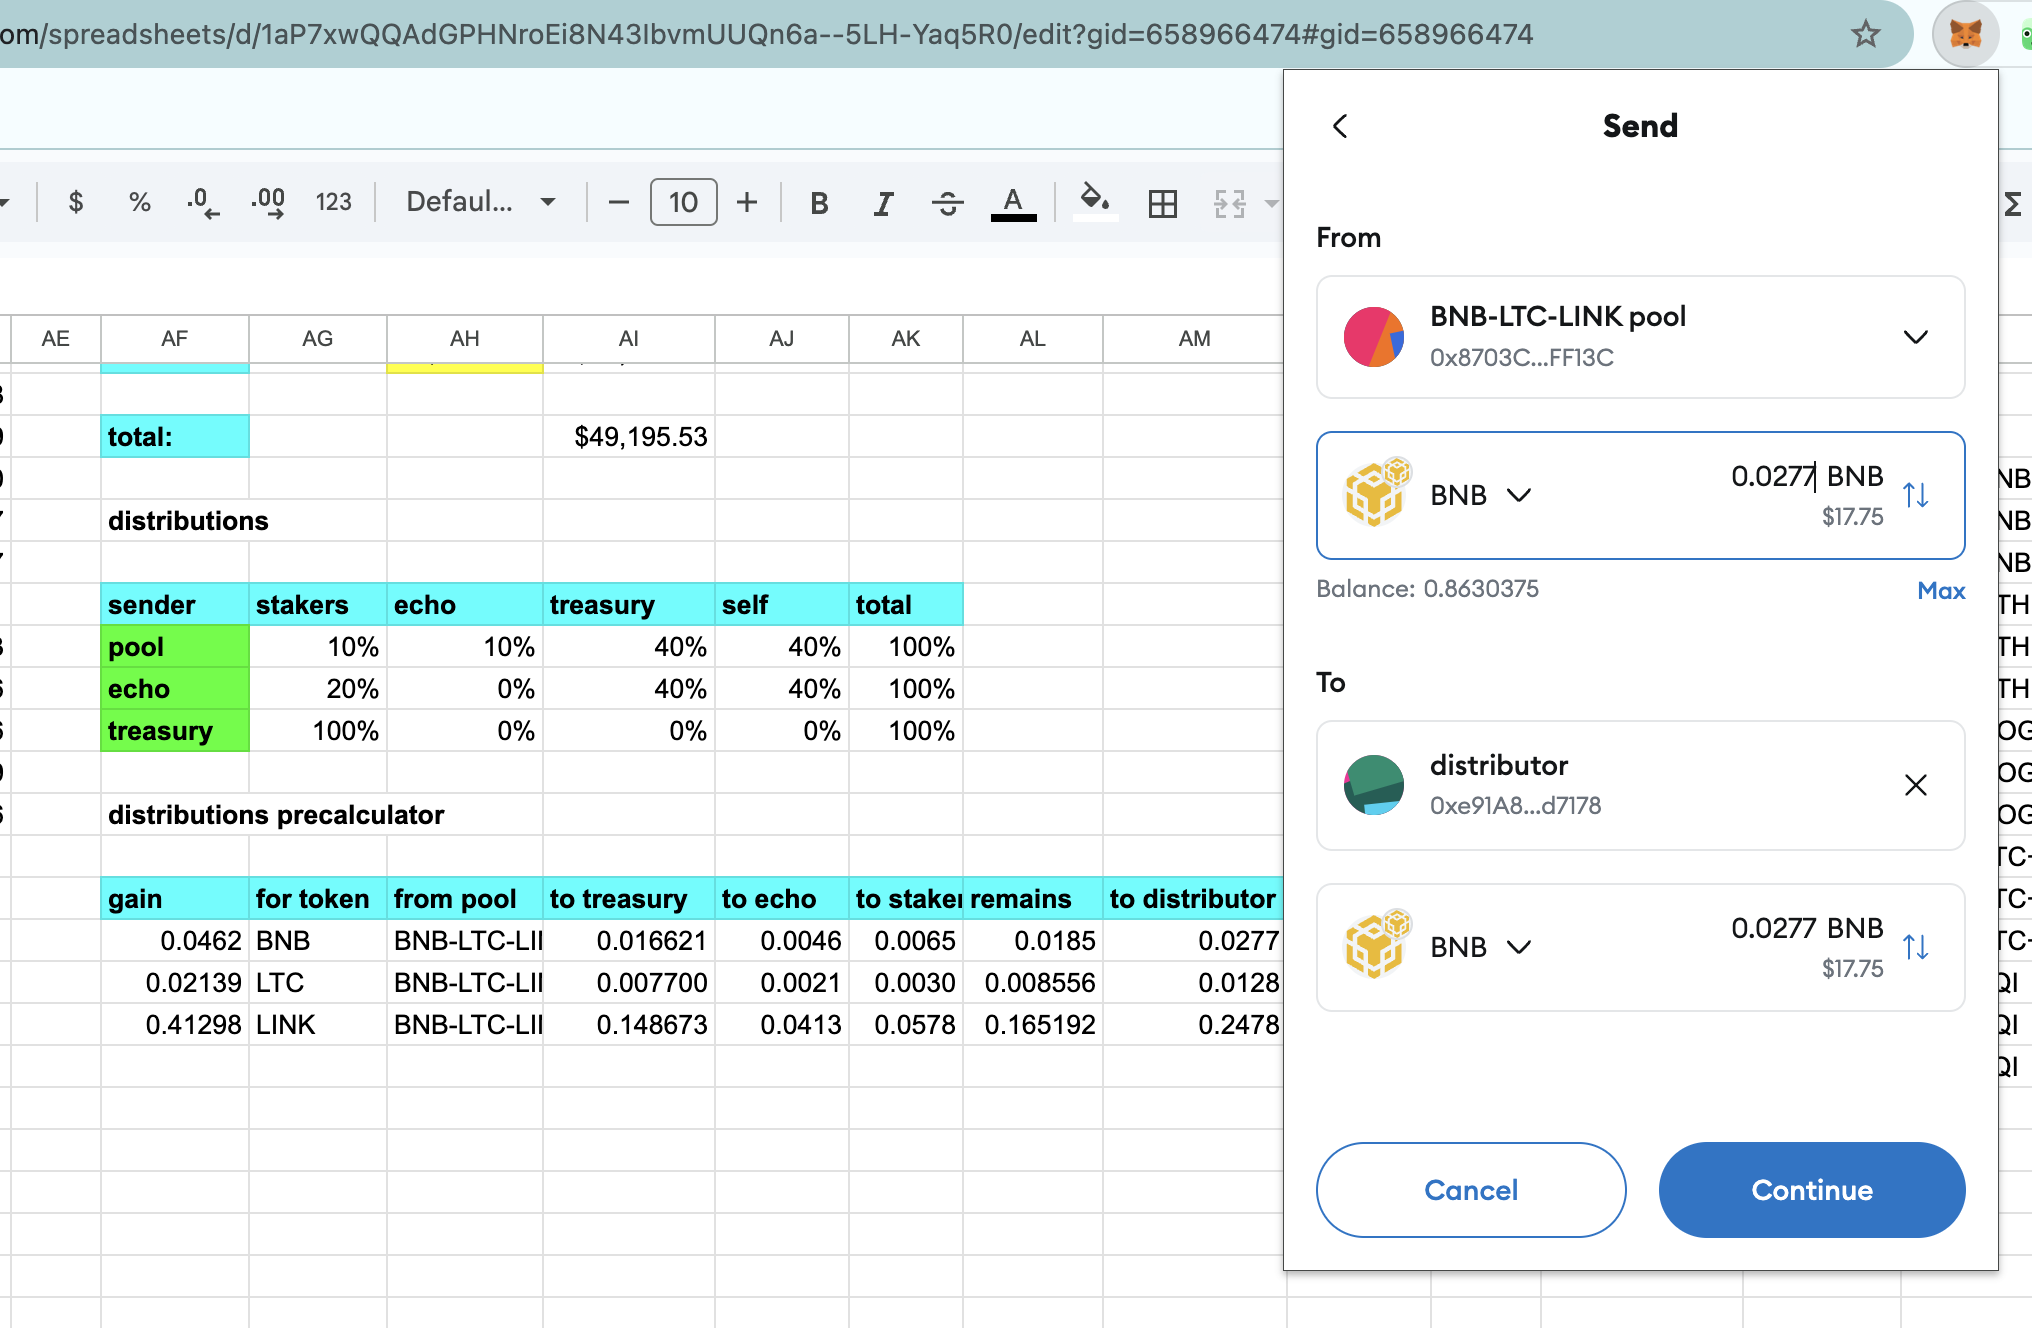 om/spreadsheets/d/1aP7xwQQAdGPHNroEi8N43IbvmUUQn6a--5LH-Yaq5R0/edit?gid=658966474#gid=658966474
$ % .0 .00 123 Defaul... − 10 + B I S A Σ
AE AF AG AH AI AJ AK AL AM
total: $49,195.53
distributions
sender stakers echo treasury self total
pool 10% 10% 40% 40% 100%
echo 20% 0% 40% 40% 100%
treasury 100% 0% 0% 0% 100%
distributions precalculator
gain for token from pool to treasury to echo to staker remains to distributor
0.0462 BNB BNB-LTC-LI 0.016621 0.0046 0.0065 0.0185 0.0277
0.02139 LTC BNB-LTC-LI 0.007700 0.0021 0.0030 0.008556 0.0128
0.41298 LINK BNB-LTC-LI 0.148673 0.0413 0.0578 0.165192 0.2478
Send
From
BNB-LTC-LINK pool
0x8703C...FF13C
BNB 0.0277 BNB
$17.75
Balance: 0.8630375 Max
To
distributor
0xe91A8...d7178
BNB 0.0277 BNB
$17.75
Cancel Continue
NB
NB
NB
TH
TH
TH
OG
OG
OG
TC-
TC-
TC-
QI
QI
QI